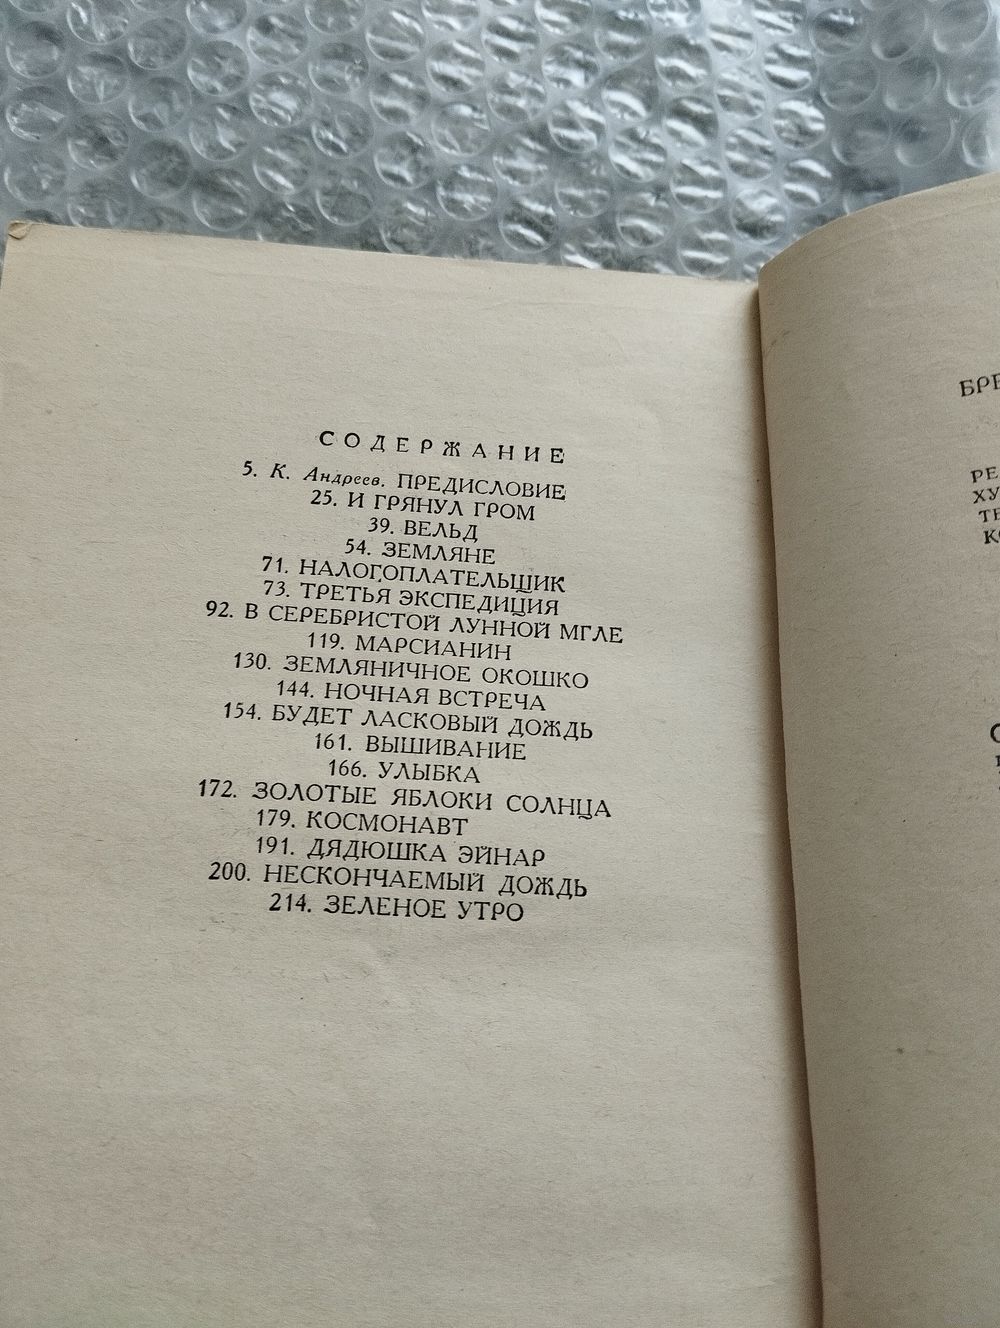 СОДЕРЖАНИЕ
5. К. Андреев. ПРЕДИСЛОВИЕ
25. И ГРЯНУЛ ГРОМ
39. ВЕЛЬД
54. ЗЕМЛЯНЕ
71. НАЛОГОПЛАТЕЛЬЩИК
73. ТРЕТЬЯ ЭКСПЕДИЦИЯ
92. В СЕРЕБРИСТОЙ ЛУННОЙ МГЛЕ
119. МАРСИАНИН
130. ЗЕМЛЯНИЧНОЕ ОКОШКО
144. НОЧНАЯ ВСТРЕЧА
154. БУДЕТ ЛАСКОВЫЙ ДОЖДЬ
161. ВЫШИВАНИЕ
166. УЛЫБКА
172. ЗОЛОТЫЕ ЯБЛОКИ СОЛНЦА
179. КОСМОНАВТ
191. ДЯДЮШКА ЭЙНАР
200. НЕСКОНЧАЕМЫЙ ДОЖДЬ
214. ЗЕЛЕНОЕ УТРО